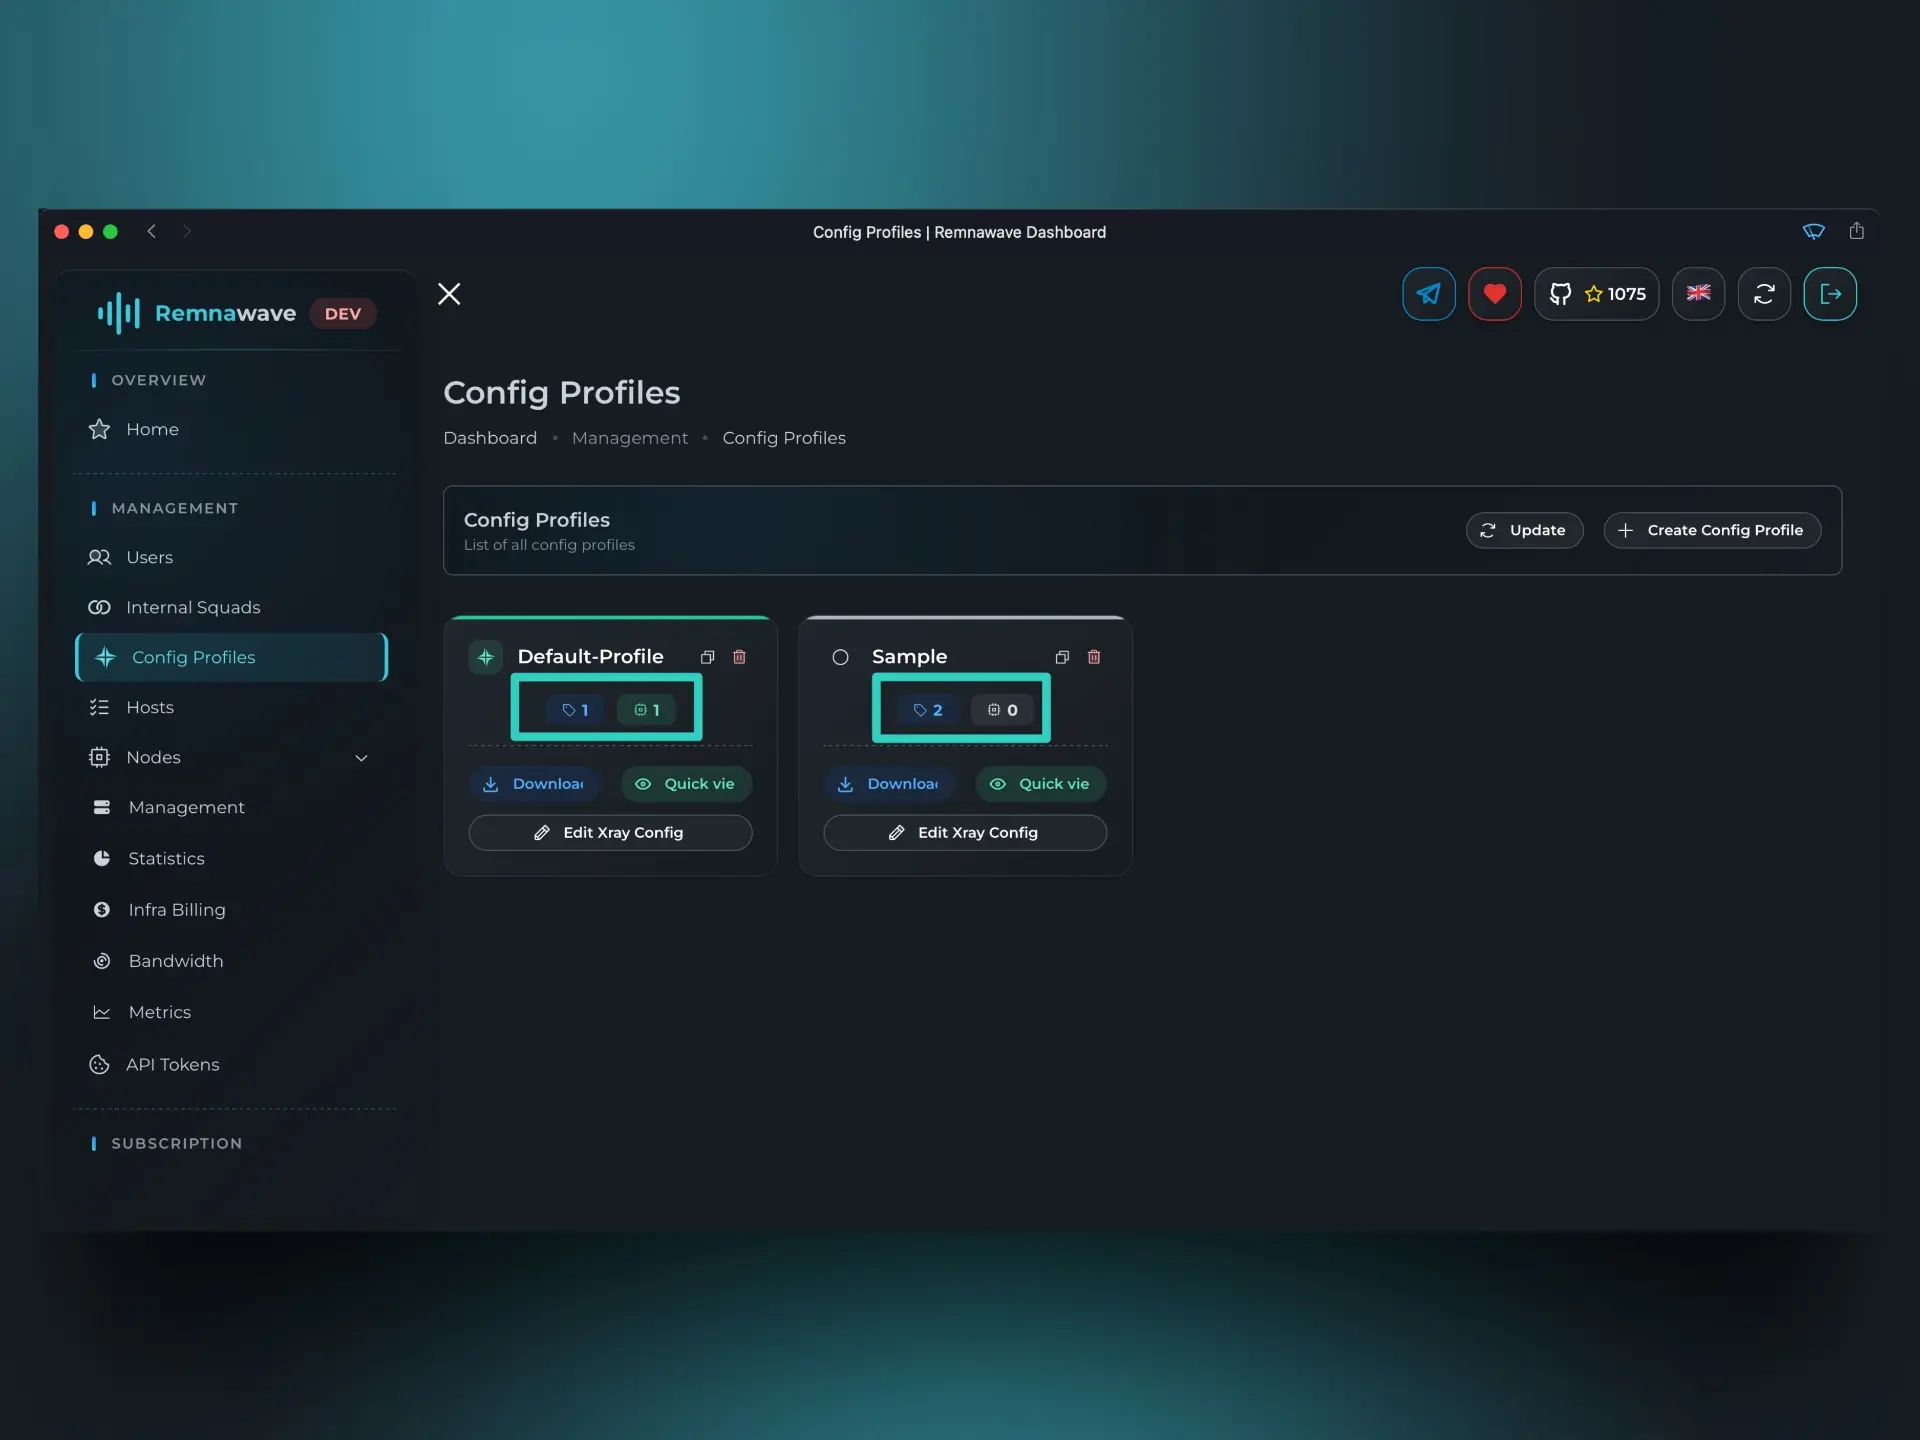 Config Profiles | Remnawave Dashboard
Remnawave DEV
1075
OVERVIEW
Home
MANAGEMENT
Users
Internal Squads
Config Profiles
Hosts
Nodes
Management
Statistics
Infra Billing
Bandwidth
Metrics
API Tokens
SUBSCRIPTION
Config Profiles
Dashboard • Management • Config Profiles
Config Profiles
List of all config profiles
Update
Create Config Profile
Default-Profile
1 1
Download
Quick vie
Edit Xray Config
Sample
2 0
Download
Quick vie
Edit Xray Config